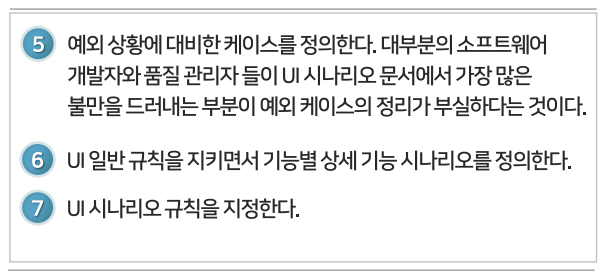 5 예외 상황에 대비한 케이스를 정의한다. 대부분의 소프트웨어
개발자와 품질 관리자 들이 UI 시나리오 문서에서 가장 많은
불만을 드러내는 부분이 예외 케이스의 정리가 부실하다는 것이다.
6 UI 일반 규칙을 지키면서 기능별 상세 기능 시나리오를 정의한다.
7 UI 시나리오 규칙을 지정한다.